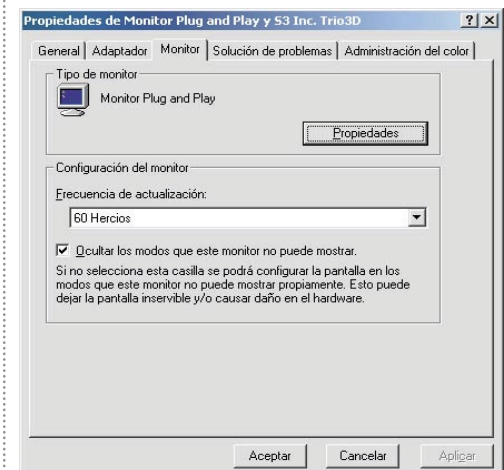 Propiedades de Monitor Plug and Play y S3 Inc. Trio3D
General
Adaptador
Monitor
Solución de problemas
Administración del color
Tipo de monitor
Monitor Plug and Play
Propiedades
Configuración del monitor
Frecuencia de actualización:
60 Hercios
Ocultar los modos que este monitor no puede mostrar.
Si no selecciona esta casilla se podrá configurar la pantalla en los
modos que este monitor no puede mostrar propiamente. Esto puede
dejar la pantalla inservible y/o causar daño en el hardware.
Aceptar
Cancelar
Aplicar